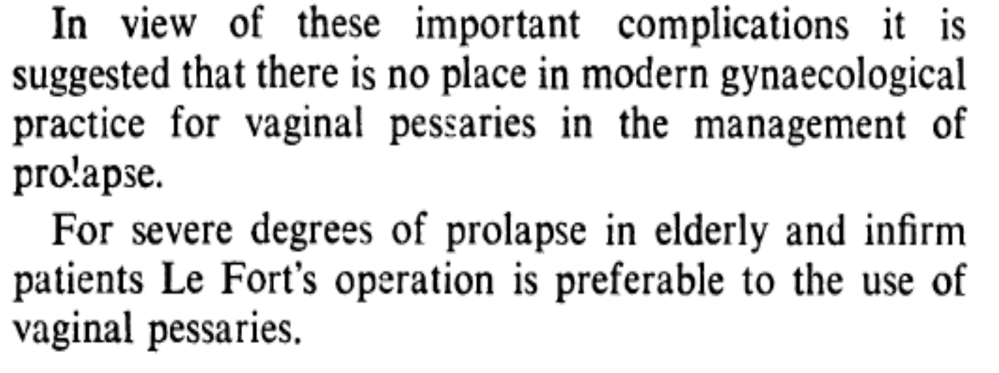 In view of these important complications it is
suggested that there is no place in modern gynaecological
practice for vaginal pessaries in the management of
prolapse.
For severe degrees of prolapse in elderly and infirm
patients Le Fort's operation is preferable to the use of
vaginal pessaries.